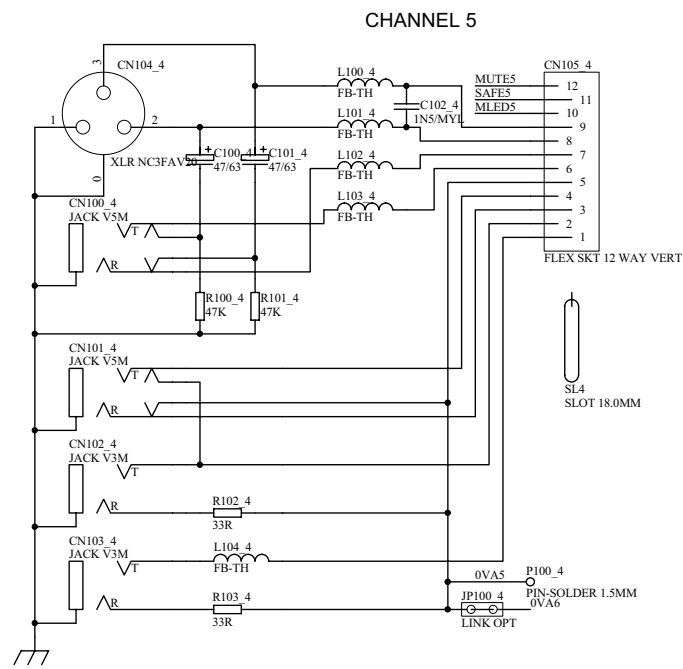 CHANNEL 5
CN104_4
3
1
2
0
XLR NC3FAV20
L100_4
FB-TH
L101_4
FB-TH
C102_4
1N5/MYL
L102_4
FB-TH
L103_4
FB-TH
+
C100_4
47/63
+
C101_4
47/63
CN105_4
MUTE5
SAFE5
MLED5
12
11
10
9
8
7
6
5
4
3
2
1
FLEX SKT 12 WAY VERT
CN100_4
JACK V5M
T
R
R100_4
47K
R101_4
47K
SL4
SLOT 18.0MM
CN101_4
JACK V5M
T
R
CN102_4
JACK V3M
T
R
R102_4
33R
CN103_4
JACK V3M
T
R
L104_4
FB-TH
R103_4
33R
0VA5
P100_4
PIN-SOLDER 1.5MM
JP100_4
0VA6
LINK OPT